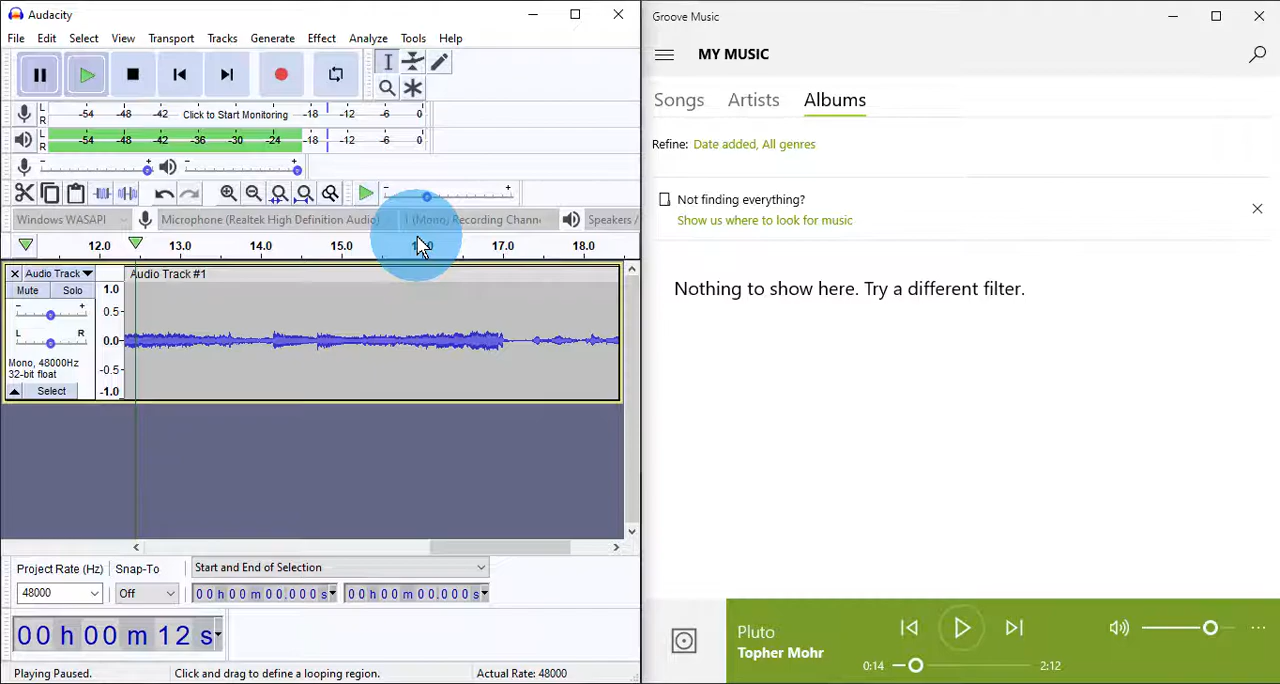 Audacity
File Edit Select View Transport Tracks Generate Effect Analyze Tools Help
L
R
-54 -48 -42 Click to Start Monitoring -18 -12 -6 0
L
R
-54 -48 -42 -36 -30 -24 -18 -12 -6 0
- +
- +
- +
Windows WASAPI Microphone (Realtek High Definition Audio) 1 (Mono) Recording Chann Speakers /
12.0 13.0 14.0 15.0 17.0 18.0
Audio Track Audio Track #1
Mute Solo
- +
L R
Mono, 48000Hz
32-bit float
Select
1.0
0.5
0.0
-0.5
-1.0
Project Rate (Hz) Snap-To Start and End of Selection
48000 Off 00 h 00 m 00.000 s 00 h 00 m 00.000 s
00 h 00 m 12 s
Playing Paused. Click and drag to define a looping region. Actual Rate: 48000
Groove Music
MY MUSIC
Songs Artists Albums
Refine: Date added, All genres
Not finding everything?
Show us where to look for music
Nothing to show here. Try a different filter.
Pluto
Topher Mohr
0:14 2:12